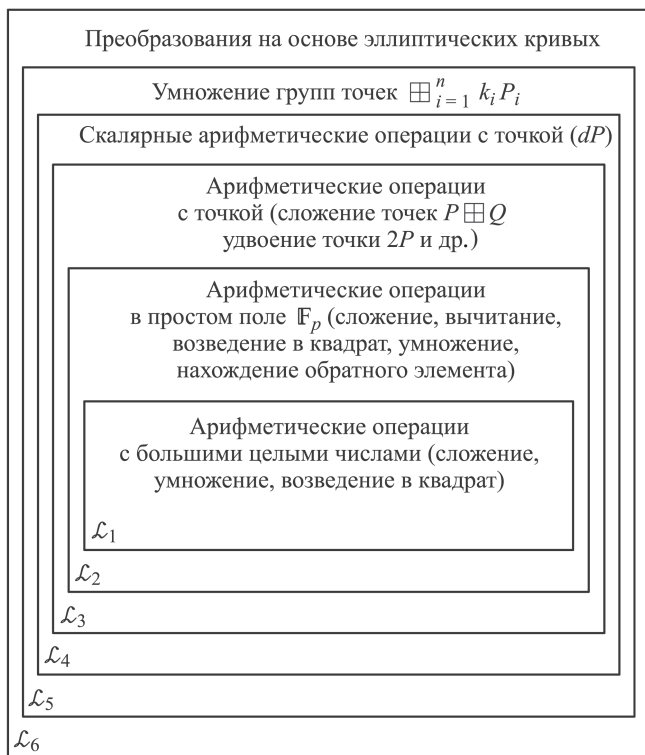 Преобразования на основе эллиптических кривых
Умножение групп точек ⊞ⁿᵢ₌₁ kᵢPᵢ
Скалярные арифметические операции с точкой (dP)
Арифметические операции
с точкой (сложение точек P ⊞ Q
удвоение точки 2P и др.)
Арифметические операции
в простом поле 𝔽ₚ (сложение, вычитание,
возведение в квадрат, умножение,
нахождение обратного элемента)
Арифметические операции
с большими целыми числами (сложение,
умножение, возведение в квадрат)
ℒ₁
ℒ₂
ℒ₃
ℒ₄
ℒ₅
ℒ₆